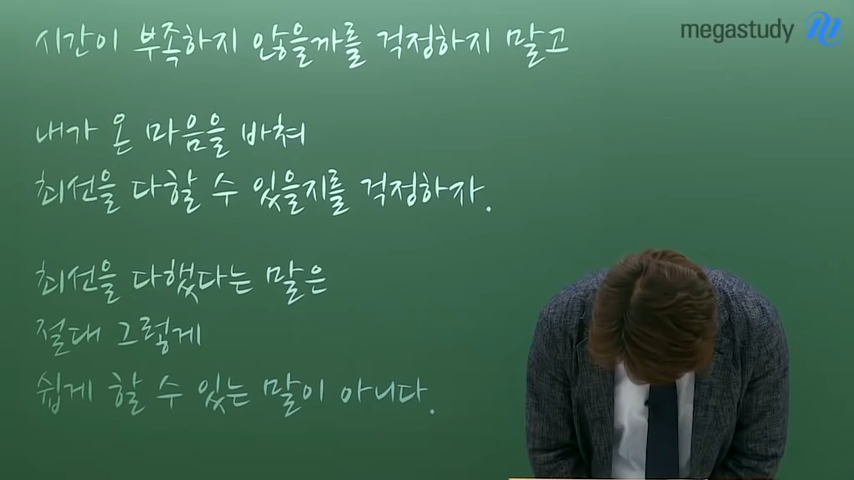 megastudy
시간이 부족하지 않을까를 걱정하지 말고
내가 온 마음을 바쳐
최선을 다할 수 있을지를 걱정하자.
최선을 다했다는 말은
절대 그렇게
쉽게 할 수 있는 말이 아니다.